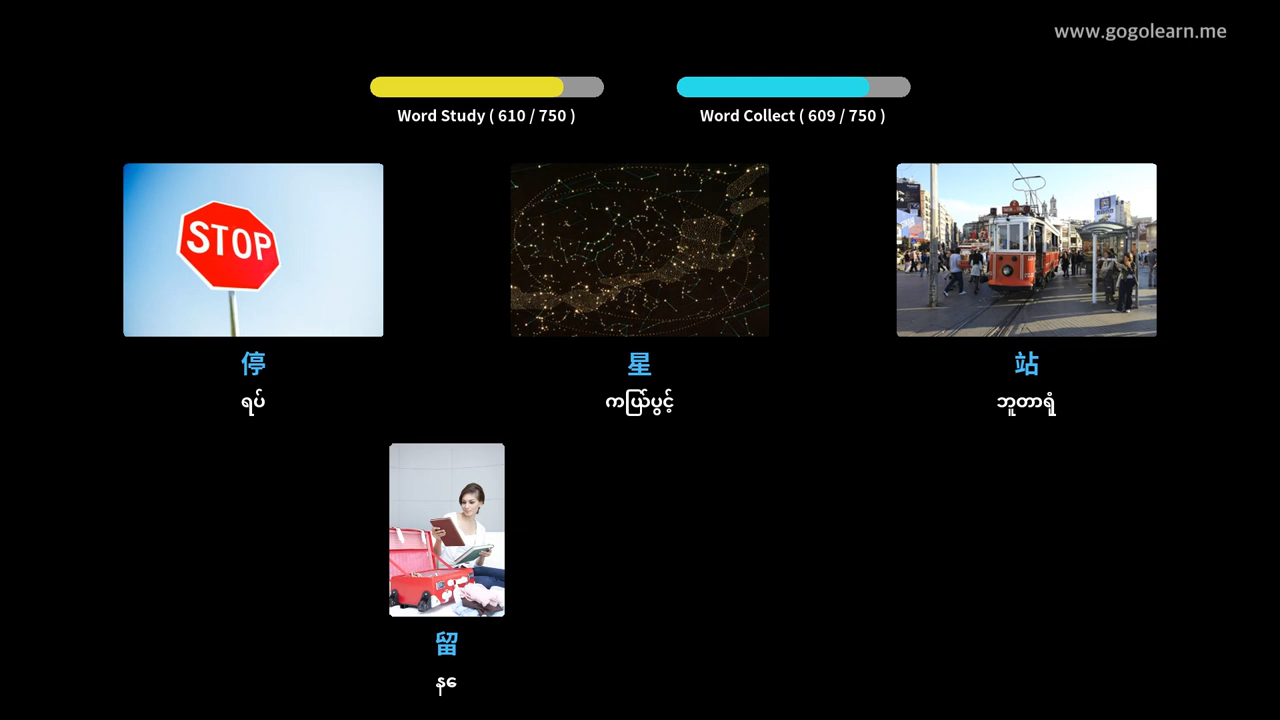 www.gogolearn.me
Word Study ( 610 / 750 )
Word Collect ( 609 / 750 )
STOP
停
星
站
ရပ်
ကယ်ြပွင့်
ဘူတာရုံ
留
နေ